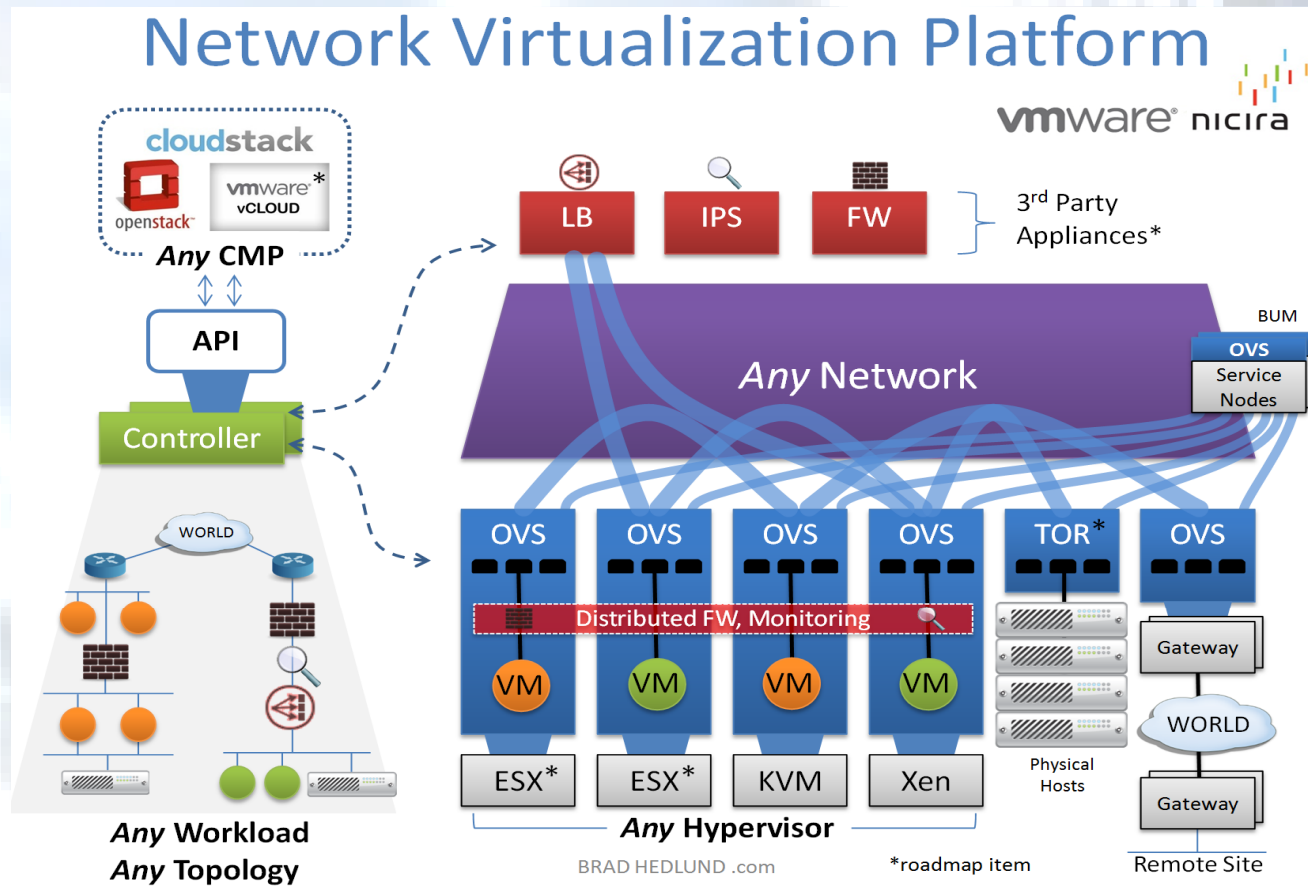 Network Virtualization Platform
vmware® nicira
cloudstack
openstack™
vmware®*
vCLOUD
Any CMP
API
Controller
WORLD
Any Workload
Any Topology
LB
IPS
FW
3rd Party
Appliances*
Any Network
BUM
OVS
Service
Nodes
OVS
OVS
OVS
OVS
TOR*
OVS
Distributed FW, Monitoring
VM
VM
VM
VM
Gateway
WORLD
Gateway
Remote Site
Physical
Hosts
ESX*
ESX*
KVM
Xen
Any Hypervisor
BRAD HEDLUND .com
*roadmap item